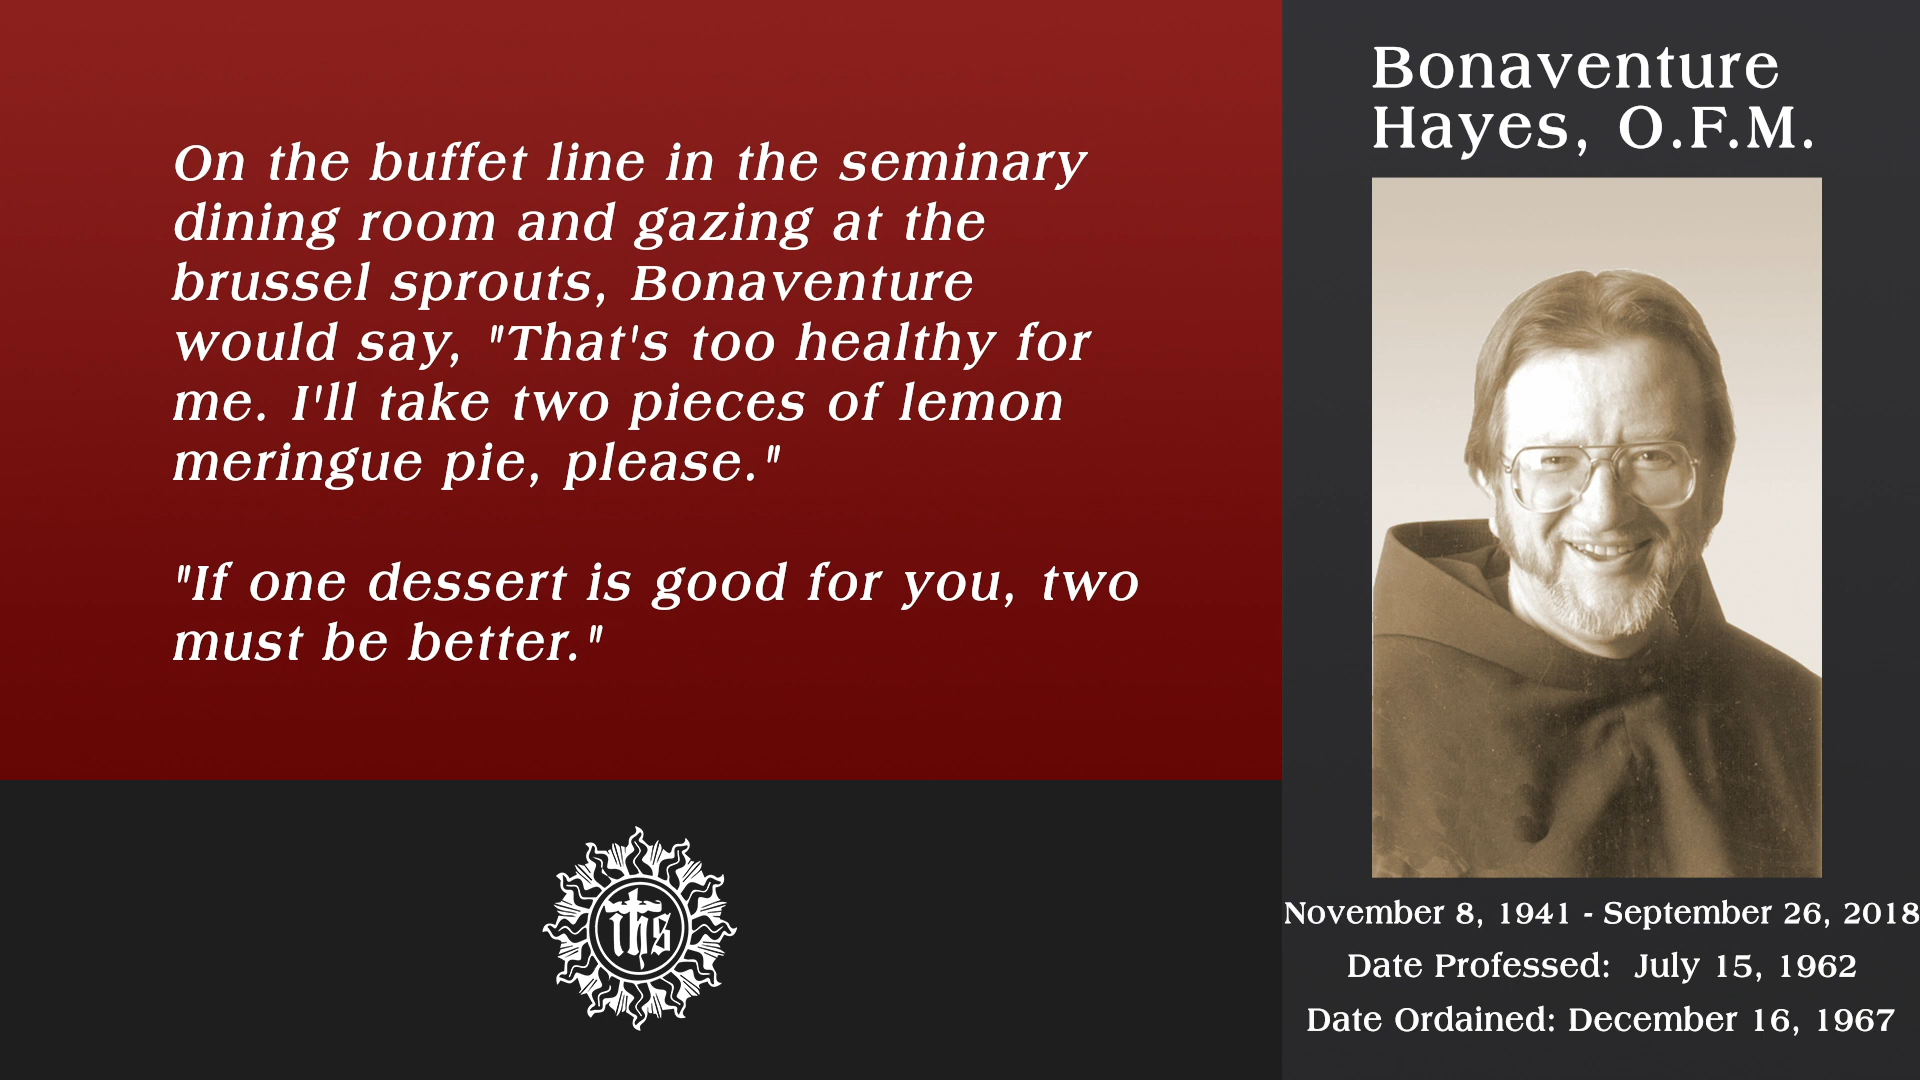 On the buffet line in the seminary
dining room and gazing at the
brussel sprouts, Bonaventure
would say, "That's too healthy for
me. I'll take two pieces of lemon
meringue pie, please."
"If one dessert is good for you, two
must be better."
ihs
Bonaventure
Hayes, O.F.M.
November 8, 1941 - September 26, 2018
Date Professed: July 15, 1962
Date Ordained: December 16, 1967